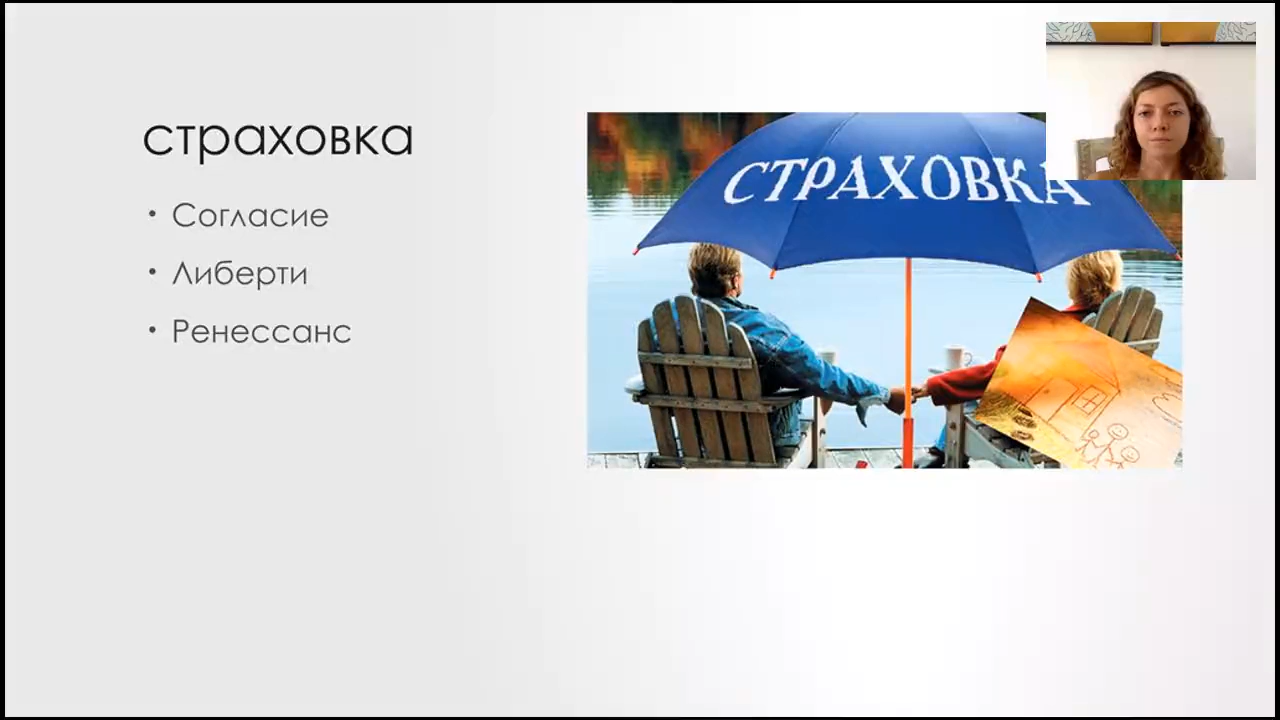 страховка
• Согласие
• Либерти
• Ренессанс
СТРАХОВКА